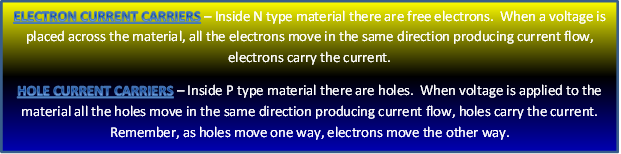 ELECTRON CURRENT CARRIERS – Inside N type material there are free electrons. When a voltage is
placed across the material, all the electrons move in the same direction producing current flow,
electrons carry the current.
HOLE CURRENT CARRIERS – Inside P type material there are holes. When voltage is applied to the
material all the holes move in the same direction producing current flow, holes carry the current.
Remember, as holes move one way, electrons move the other way.